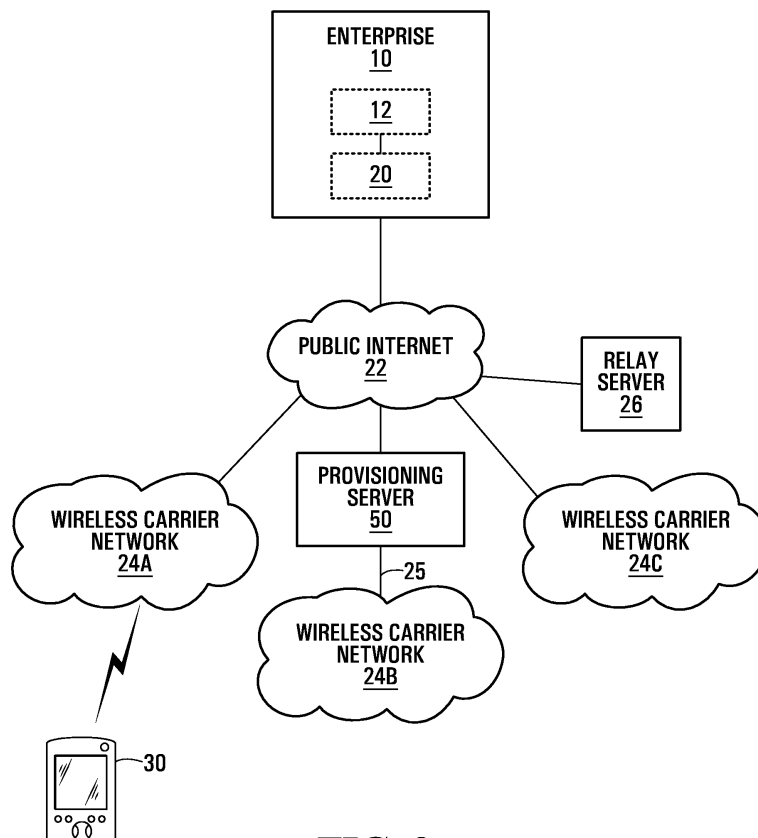 ENTERPRISE
10
12
20
PUBLIC INTERNET
22
RELAY
SERVER
26
PROVISIONING
SERVER
50
WIRELESS CARRIER
NETWORK
24A
WIRELESS CARRIER
NETWORK
24C
25
WIRELESS CARRIER
NETWORK
24B
30